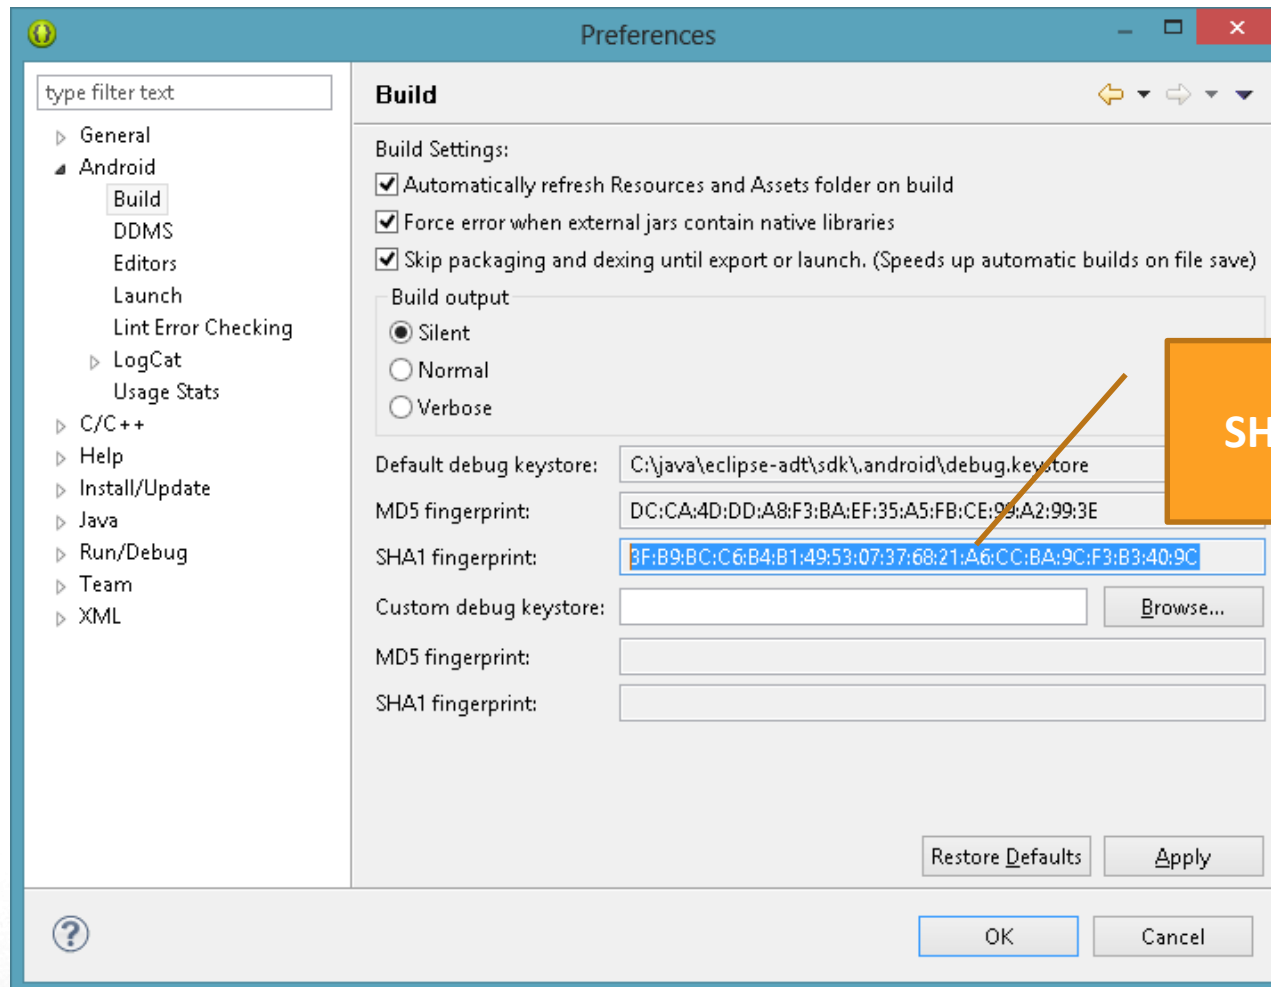 Preferences
type filter text
General
Android
Build
DDMS
Editors
Launch
Lint Error Checking
LogCat
Usage Stats
C/C++
Help
Install/Update
Java
Run/Debug
Team
XML
Build
Build Settings:
Automatically refresh Resources and Assets folder on build
Force error when external jars contain native libraries
Skip packaging and dexing until export or launch. (Speeds up automatic builds on file save)
Build output
Silent
Normal
Verbose
SH
Default debug keystore: C:\java\eclipse-adt\sdk\.android\debug.keystore
MD5 fingerprint: DC:CA:4D:DD:A8:F3:BA:EF:35:A5:FB:CE:99:A2:99:3E
SHA1 fingerprint: 3F:B9:BC:C6:B4:B1:49:53:07:37:68:21:A6:CC:BA:9C:F3:B3:40:9C
Custom debug keystore: Browse...
MD5 fingerprint:
SHA1 fingerprint:
Restore Defaults Apply
OK Cancel